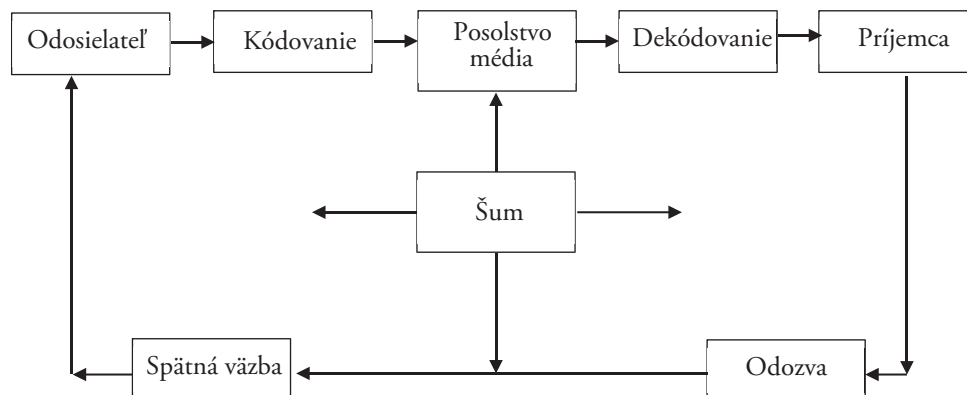 Odosielateľ
Kódovanie
Posolstvo
média
Dekódovanie
Príjemca
Šum
Spätná väzba
Odozva